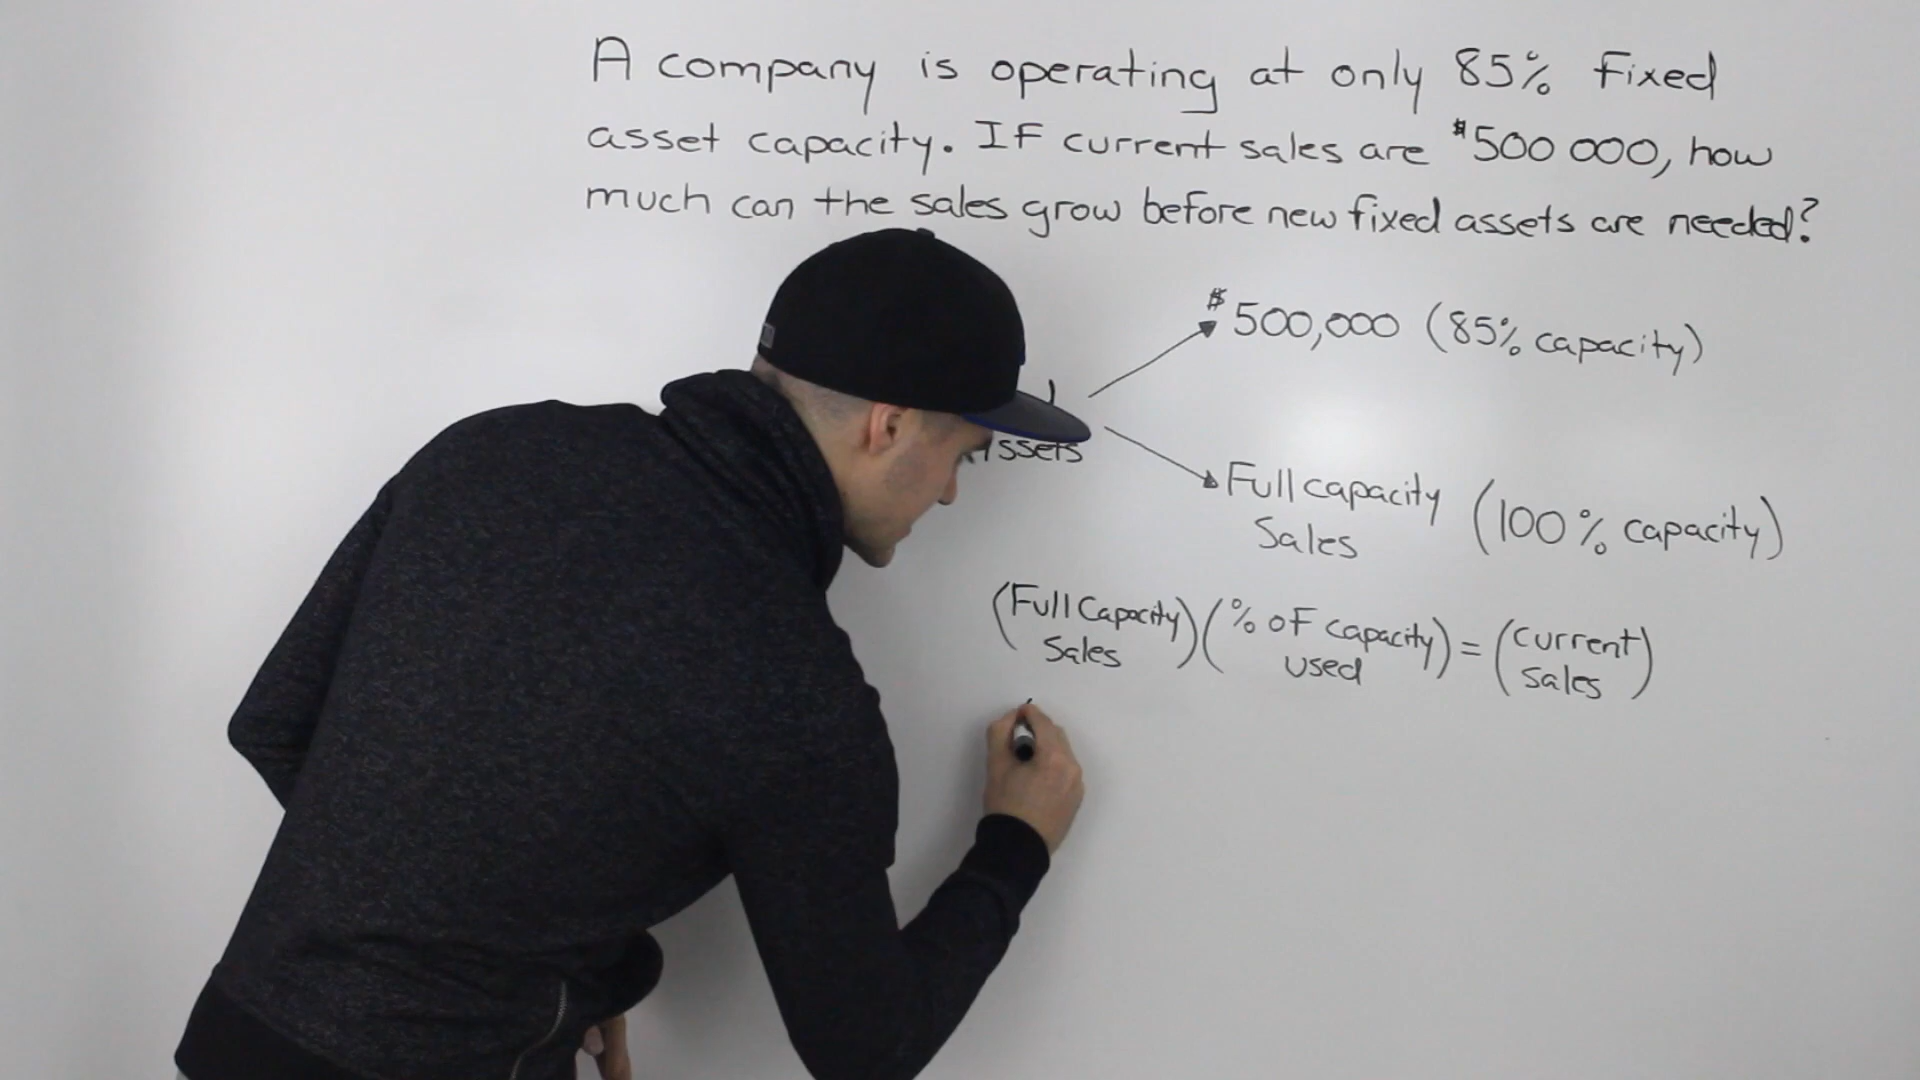 A company is operating at only 85% fixed
asset capacity. If current sales are $500 000, how
much can the sales grow before new fixed assets are needed?
$500,000 (85% capacity)
Assets
Full capacity (100% capacity)
Sales
(Full Capacity Sales)(% of capacity used) = (current sales)